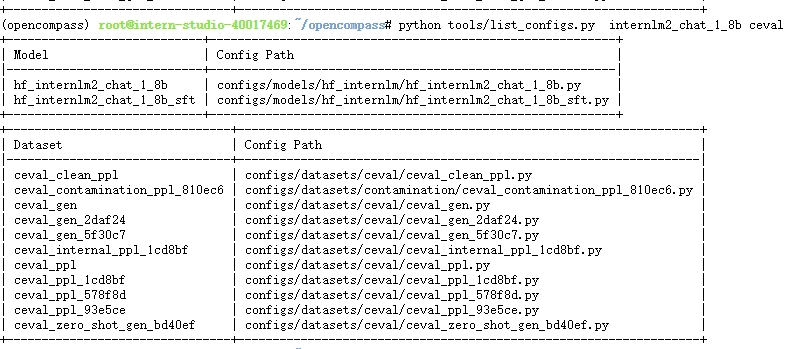 (opencompass) root@intern-studio-40017469:~/opencompass# python tools/list_configs.py  internlm2_chat_1_8b ceval
+-----------------------------+-----------------------------------------------------+
| Model | Config Path |
|-----------------------------+-----------------------------------------------------|
| hf_internlm2_chat_1_8b | configs/models/hf_internlm/hf_internlm2_chat_1_8b.py |
| hf_internlm2_chat_1_8b_sft | configs/models/hf_internlm/hf_internlm2_chat_1_8b_sft.py |
+-----------------------------+-----------------------------------------------------+
+-----------------------------+-----------------------------------------------------+
| Dataset | Config Path |
|-----------------------------+-----------------------------------------------------|
| ceval_clean_ppl | configs/datasets/ceval/ceval_clean_ppl.py |
| ceval_contamination_ppl_810ec6 | configs/datasets/contamination/ceval_contamination_ppl_810ec6.py |
| ceval_gen | configs/datasets/ceval/ceval_gen.py |
| ceval_gen_2daf24 | configs/datasets/ceval/ceval_gen_2daf24.py |
| ceval_gen_5f30c7 | configs/datasets/ceval/ceval_gen_5f30c7.py |
| ceval_internal_ppl_1cd8bf | configs/datasets/ceval/ceval_internal_ppl_1cd8bf.py |
| ceval_ppl | configs/datasets/ceval/ceval_ppl.py |
| ceval_ppl_1cd8bf | configs/datasets/ceval/ceval_ppl_1cd8bf.py |
| ceval_ppl_578f8d | configs/datasets/ceval/ceval_ppl_578f8d.py |
| ceval_ppl_93e5ce | configs/datasets/ceval/ceval_ppl_93e5ce.py |
| ceval_zero_shot_gen_bd40ef | configs/datasets/ceval/ceval_zero_shot_gen_bd40ef.py |
+-----------------------------+-----------------------------------------------------+